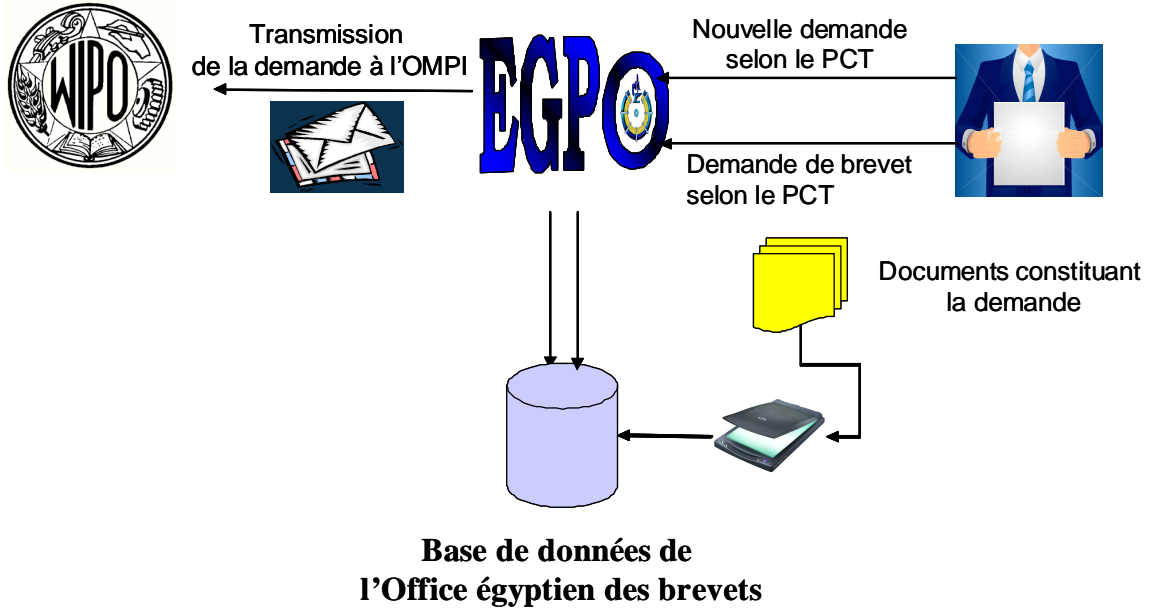 WIPO
Transmission
de la demande à l'OMPI
EGPO
Nouvelle demande
selon le PCT
Demande de brevet
selon le PCT
Documents constituant
la demande
Base de données de
l'Office égyptien des brevets